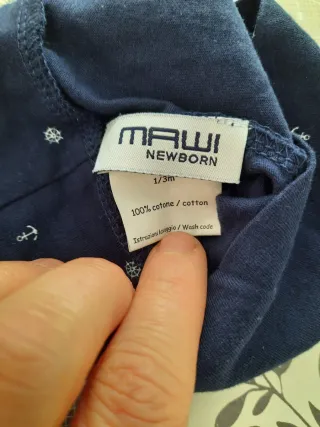 MAWI
NEWBORN
1/3m
100% cotone / cotton
Istruzioni lavaggio / Wash code